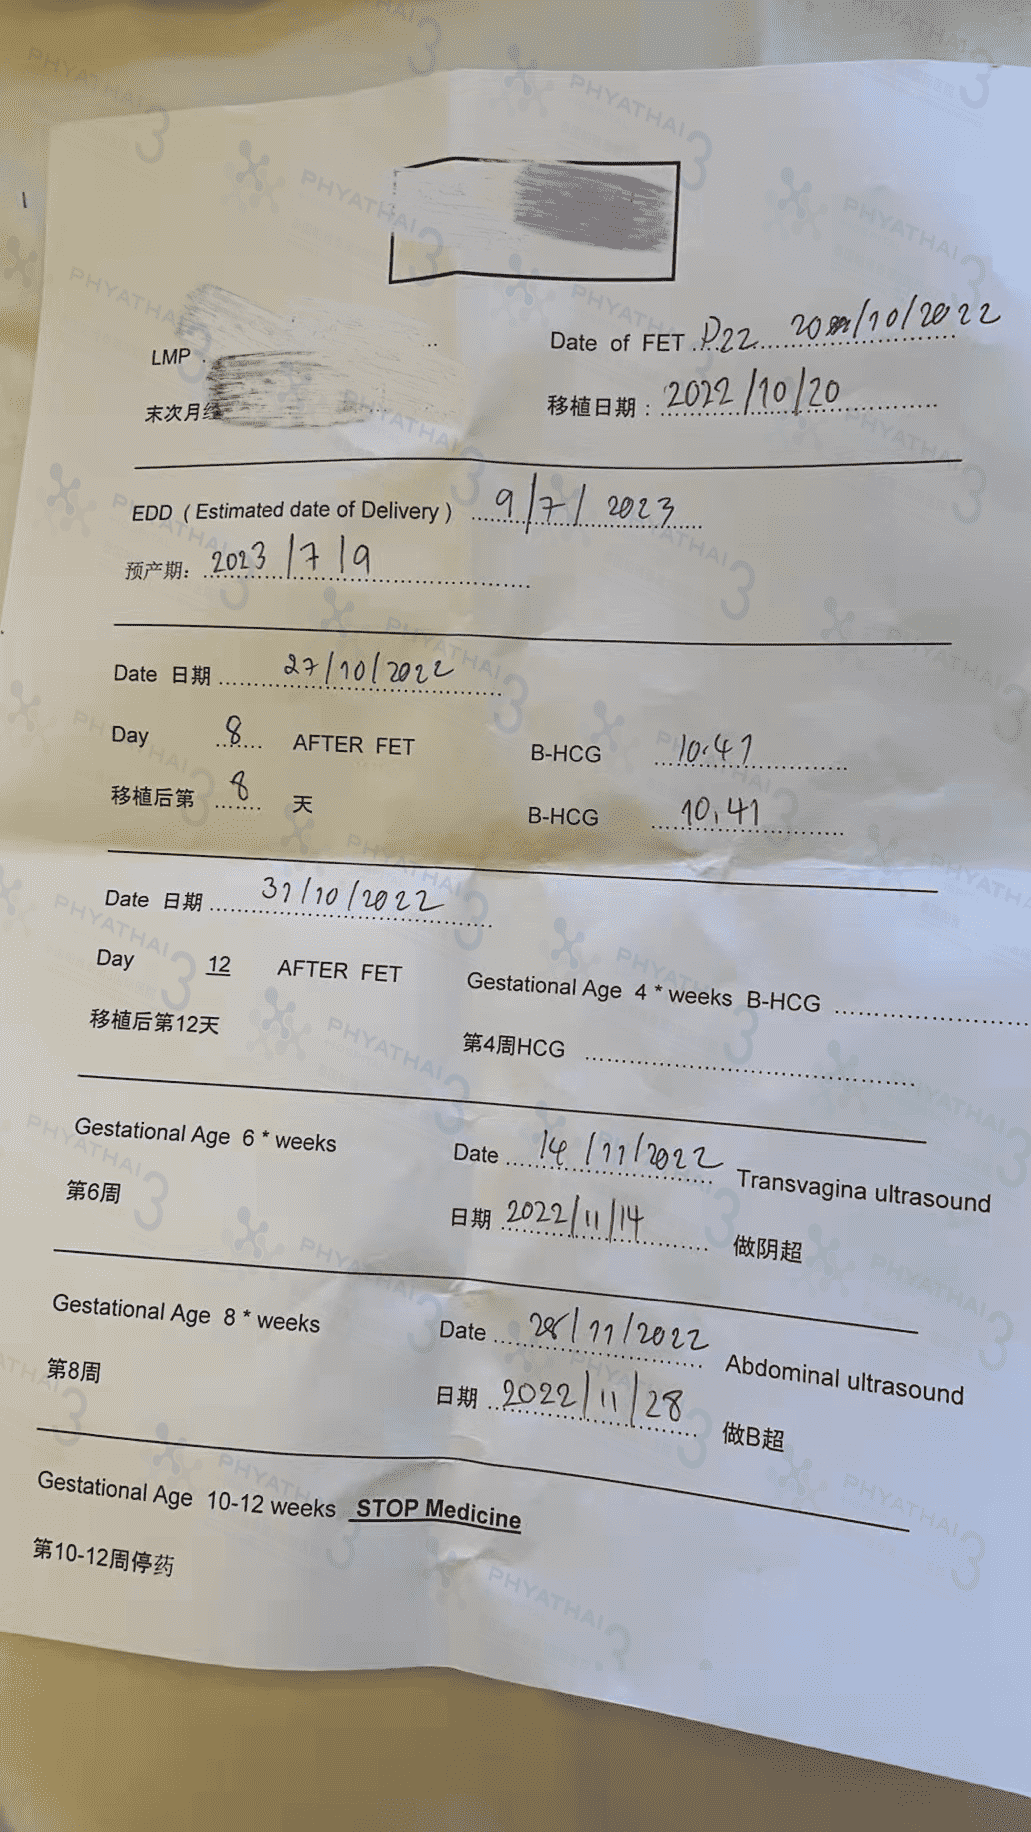 LMP
Date of FET P22 20/10/2022
末次月经
移植日期：2022/10/20
EDD (Estimated date of Delivery) 9/7/2023
预产期：2023/7/9
Date 日期 27/10/2022
Day 8 AFTER FET B-HCG 10.41
移植后第 8 天 B-HCG 10.41
Date 日期 31/10/2022
Day 12 AFTER FET Gestational Age 4 * weeks B-HCG
移植后第12天 第4周HCG
Gestational Age 6 * weeks Date 14/11/2022 Transvagina ultrasound
第6周 日期 2022/11/14 做阴超
Gestational Age 8 * weeks Date 28/11/2022 Abdominal ultrasound
第8周 日期 2022/11/28 做B超
Gestational Age 10-12 weeks STOP Medicine
第10-12周停药
PHYATHAI 3